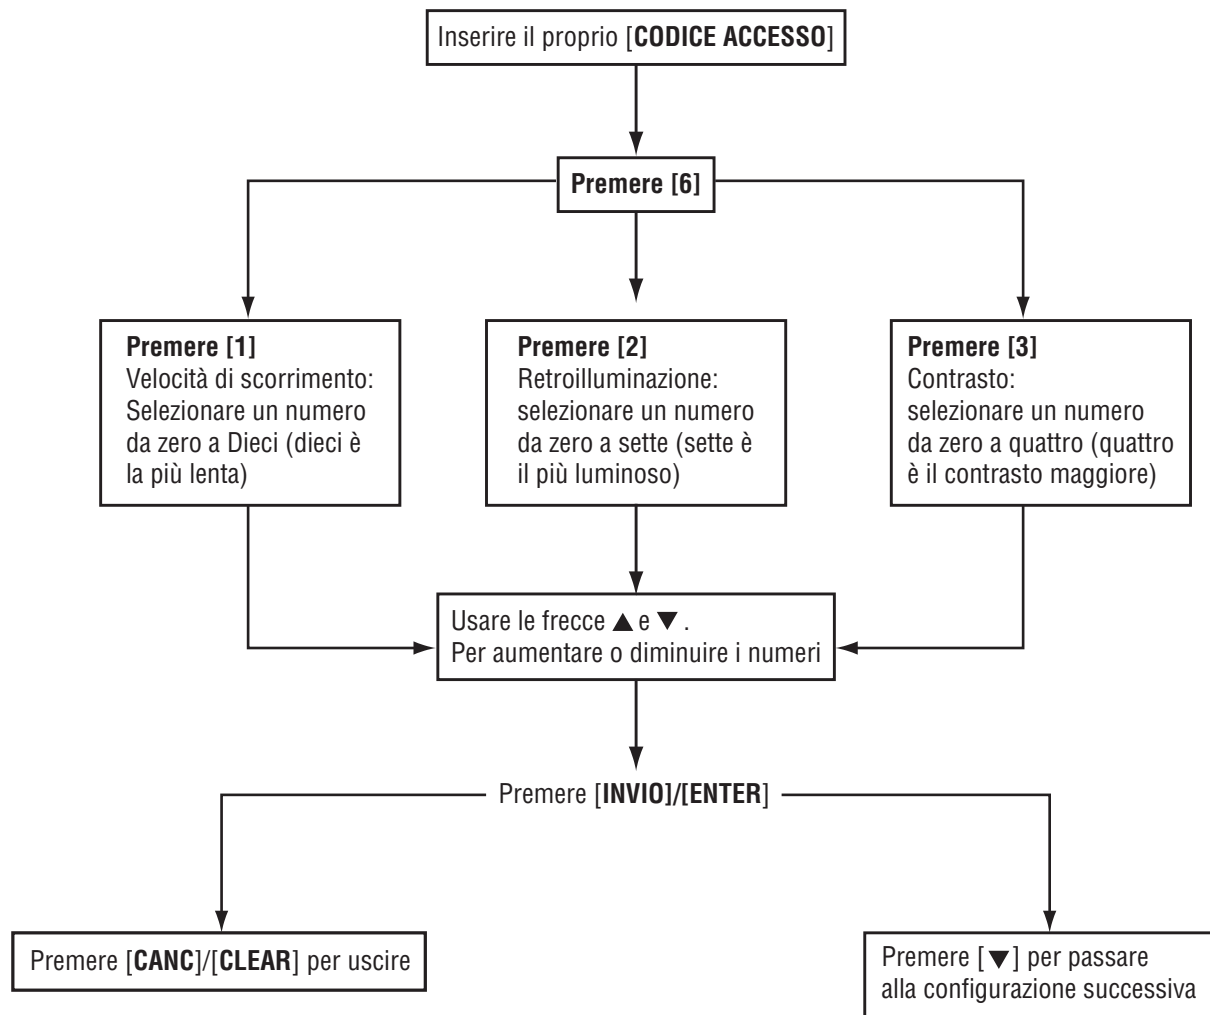 Inserire il proprio [CODICE ACCESSO]
Premere [6]
Premere [1]
Velocità di scorrimento:
Selezionare un numero
da zero a Dieci (dieci è
la più lenta)
Premere [2]
Retroilluminazione:
selezionare un numero
da zero a sette (sette è
il più luminoso)
Premere [3]
Contrasto:
selezionare un numero
da zero a quattro (quattro
è il contrasto maggiore)
Usare le frecce ▲ e ▼ .
Per aumentare o diminuire i numeri
Premere [INVIO]/[ENTER]
Premere [CANC]/[CLEAR] per uscire
Premere [▼] per passare
alla configurazione successiva